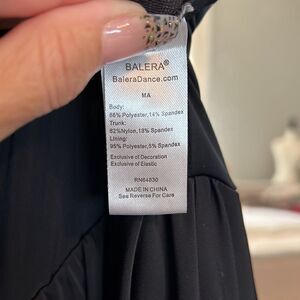 BALERA®
BaleraDance.com
MA
Body:
86% Polyester,14% Spandex
Trunk:
82%Nylon,18% Spandex
Lining:
95% Polyester,5% Spandex
Exclusive of Decoration
Exclusive of Elastic
RN64830
MADE IN CHINA
See Reverse For Care